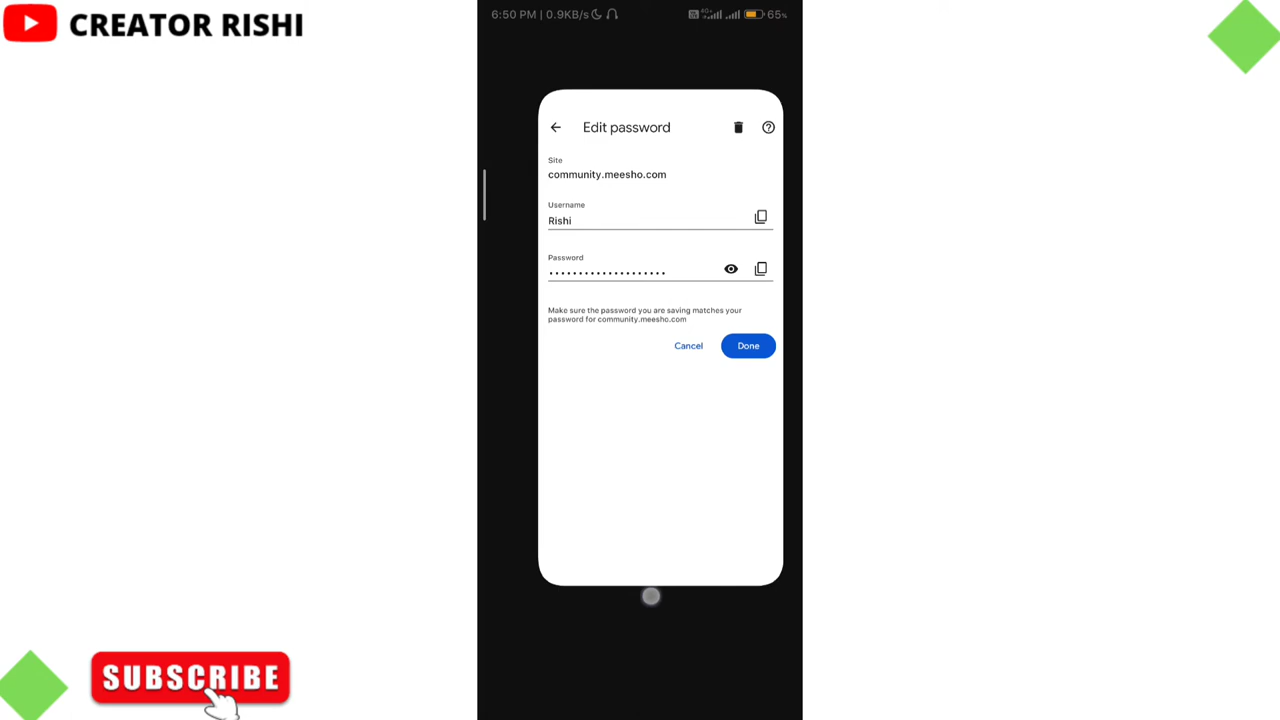 CREATOR RISHI
6:50 PM | 0.9KB/s 4G+ 65%
Edit password
Site
community.meesho.com
Username
Rishi
Password
····················
Make sure the password you are saving matches your
password for community.meesho.com
Cancel Done
SUBSCRIBE